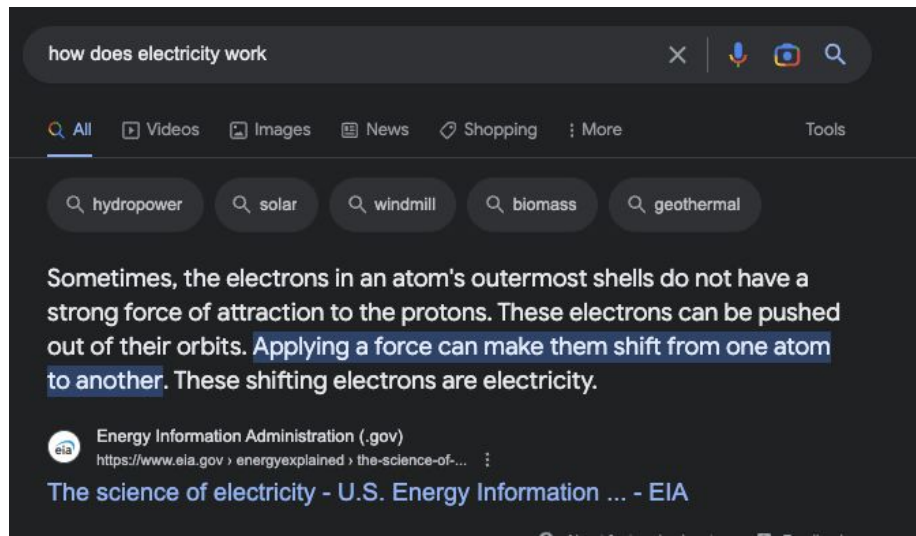 how does electricity work
All Videos Images News Shopping More Tools
hydropower solar windmill biomass geothermal
Sometimes, the electrons in an atom's outermost shells do not have a
strong force of attraction to the protons. These electrons can be pushed
out of their orbits. Applying a force can make them shift from one atom
to another. These shifting electrons are electricity.
eia
Energy Information Administration (.gov)
https://www.eia.gov › energyexplained › the-science-of-...
The science of electricity - U.S. Energy Information ... - EIA